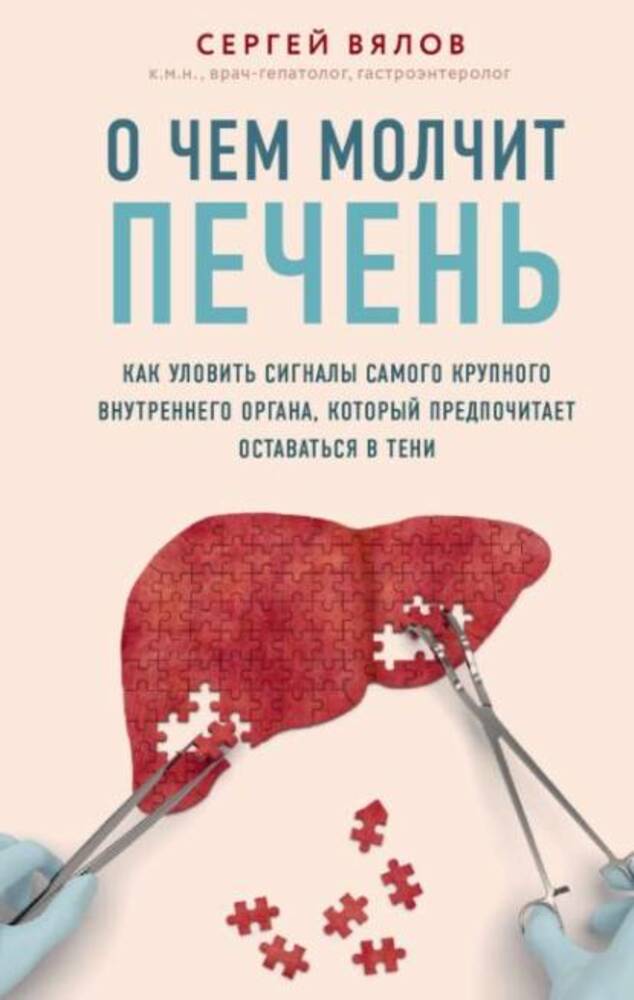 СЕРГЕЙ ВЯЛОВ
к.м.н., врач-гепатолог, гастроэнтеролог
О ЧЕМ МОЛЧИТ
ПЕЧЕНЬ
КАК УЛОВИТЬ СИГНАЛЫ САМОГО КРУПНОГО
ВНУТРЕННЕГО ОРГАНА, КОТОРЫЙ ПРЕДПОЧИТАЕТ
ОСТАВАТЬСЯ В ТЕНИ